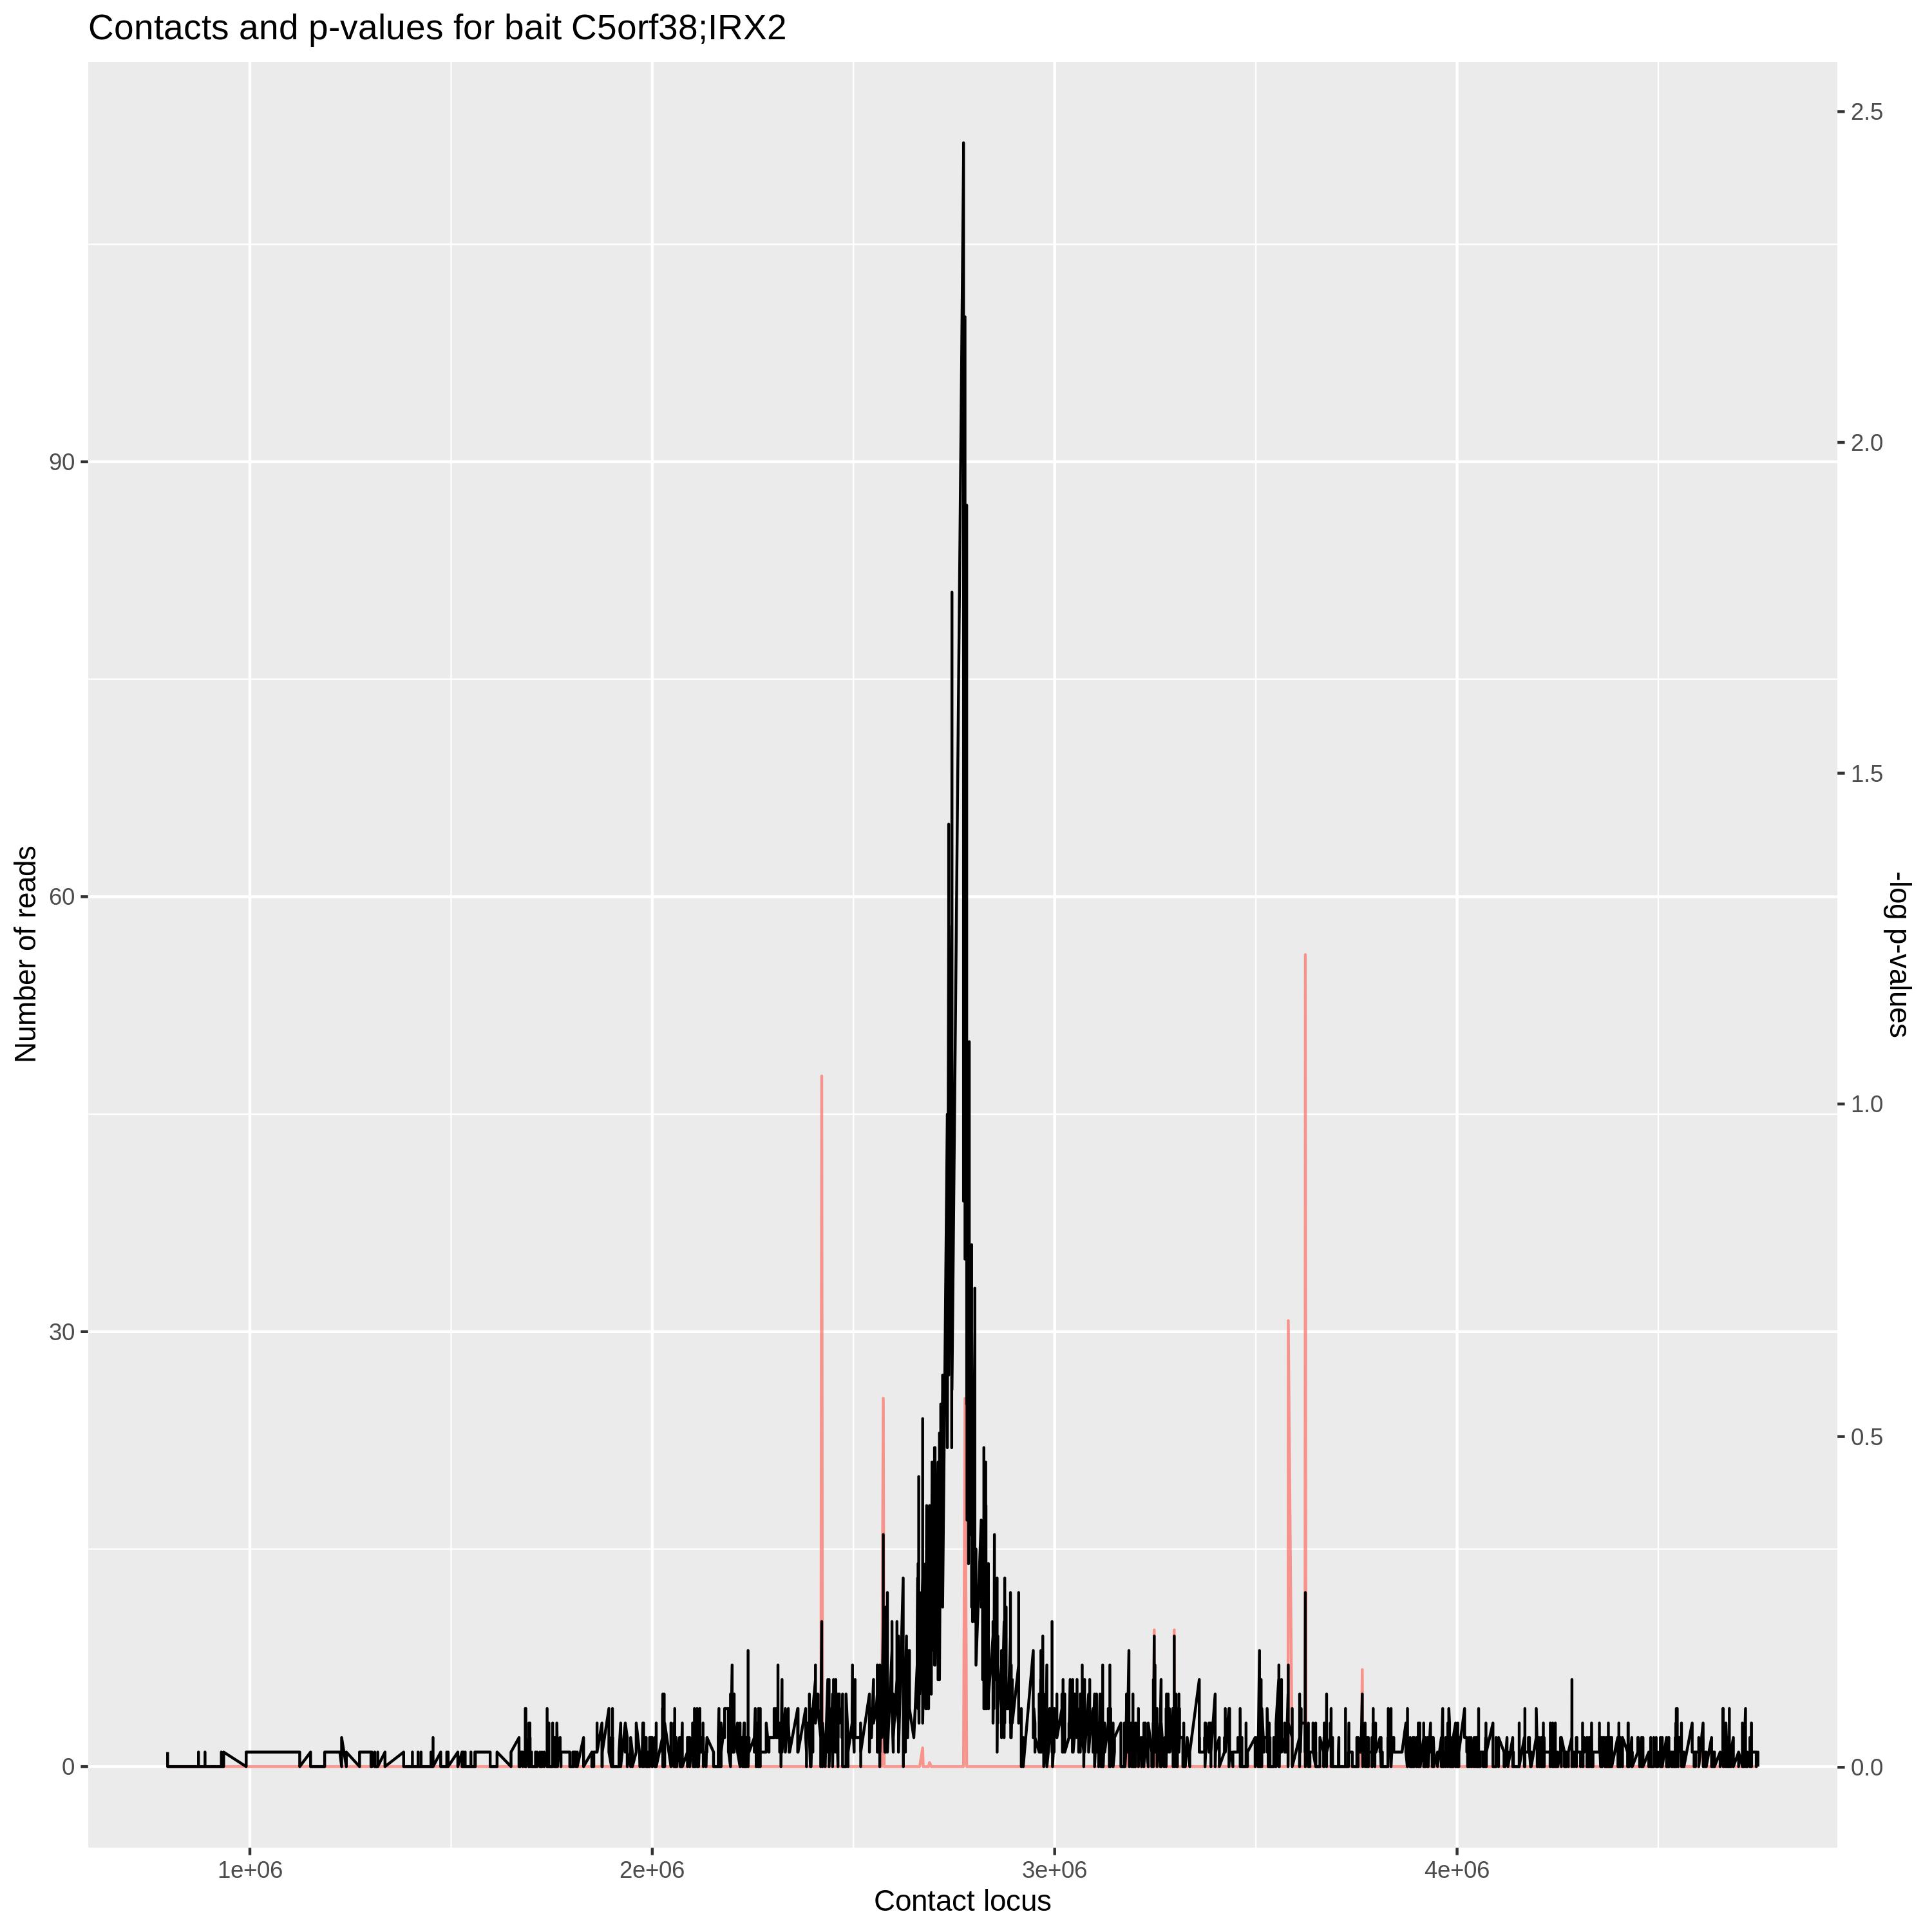 Contacts and p-values for bait C5orf38;IRX2
Number of reads
90
60
30
0
2.5
2.0
1.5
1.0
0.5
0.0
-log p-values
1e+06
2e+06
3e+06
4e+06
Contact locus